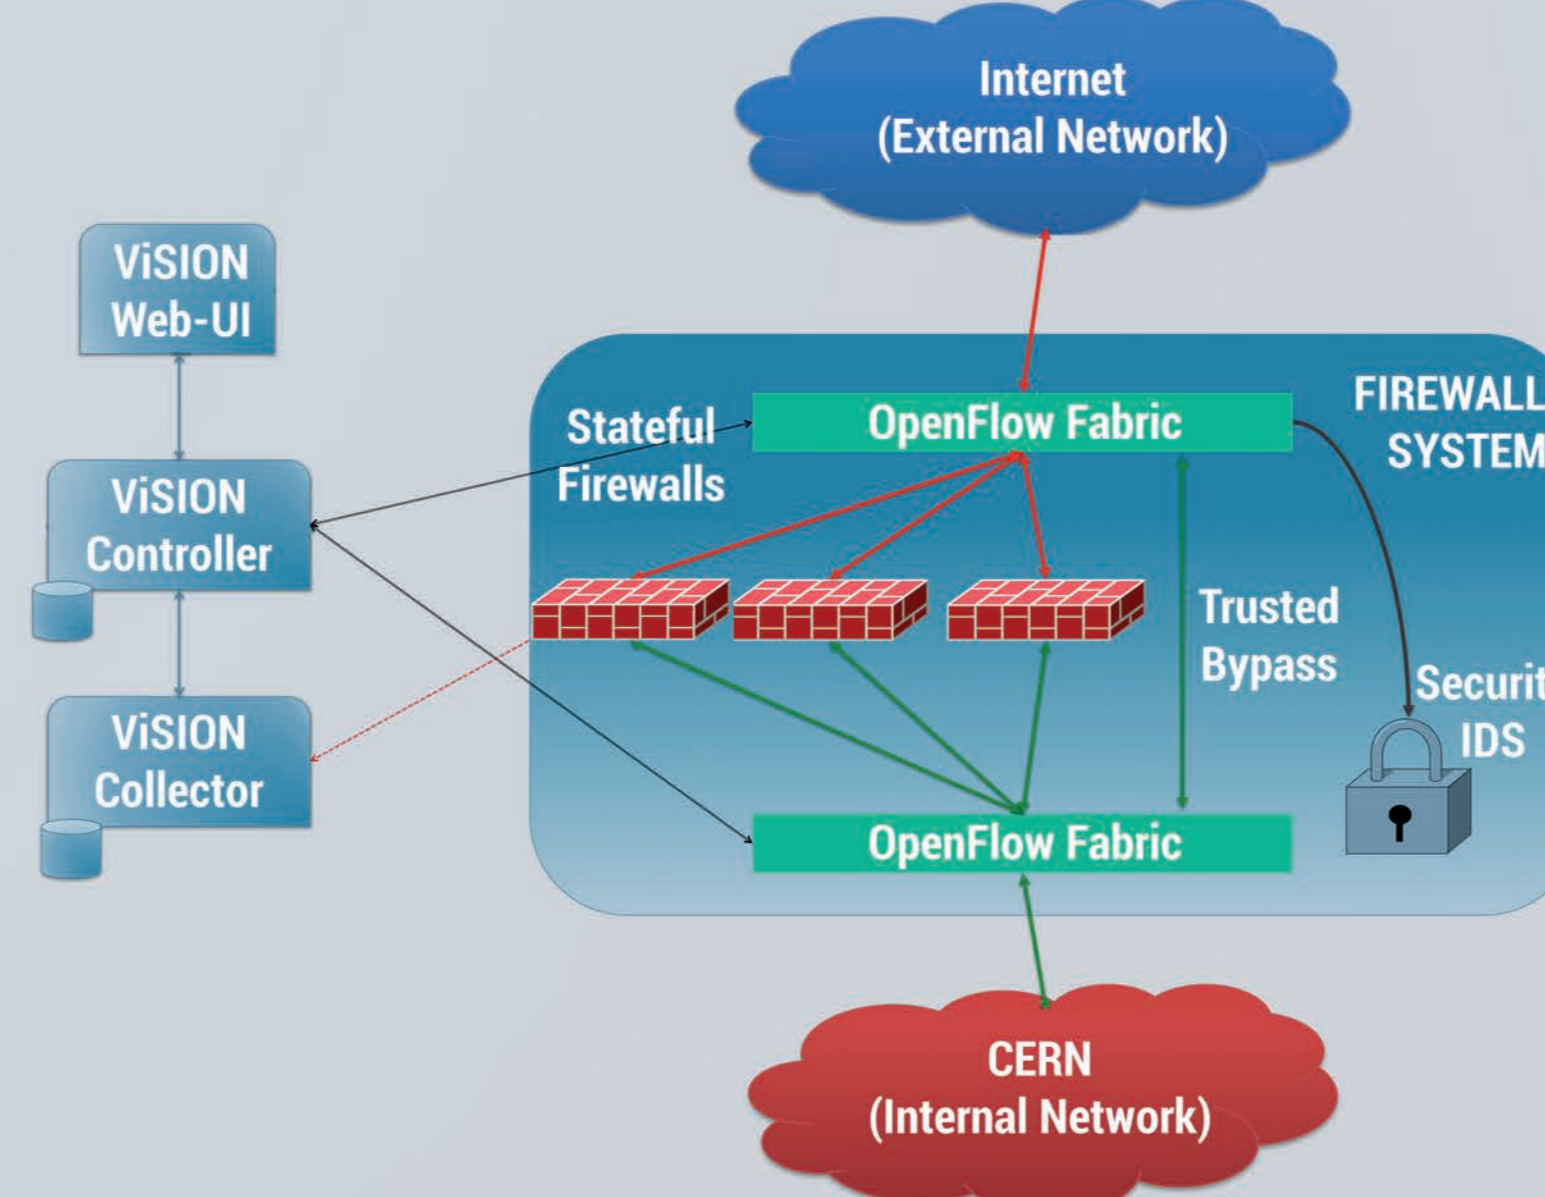 Internet
(External Network)
ViSION
Web-UI
FIREWALL
SYSTEM
OpenFlow Fabric
Stateful
Firewalls
ViSION
Controller
Trusted
Bypass
Securit
IDS
ViSION
Collector
OpenFlow Fabric
CERN
(Internal Network)